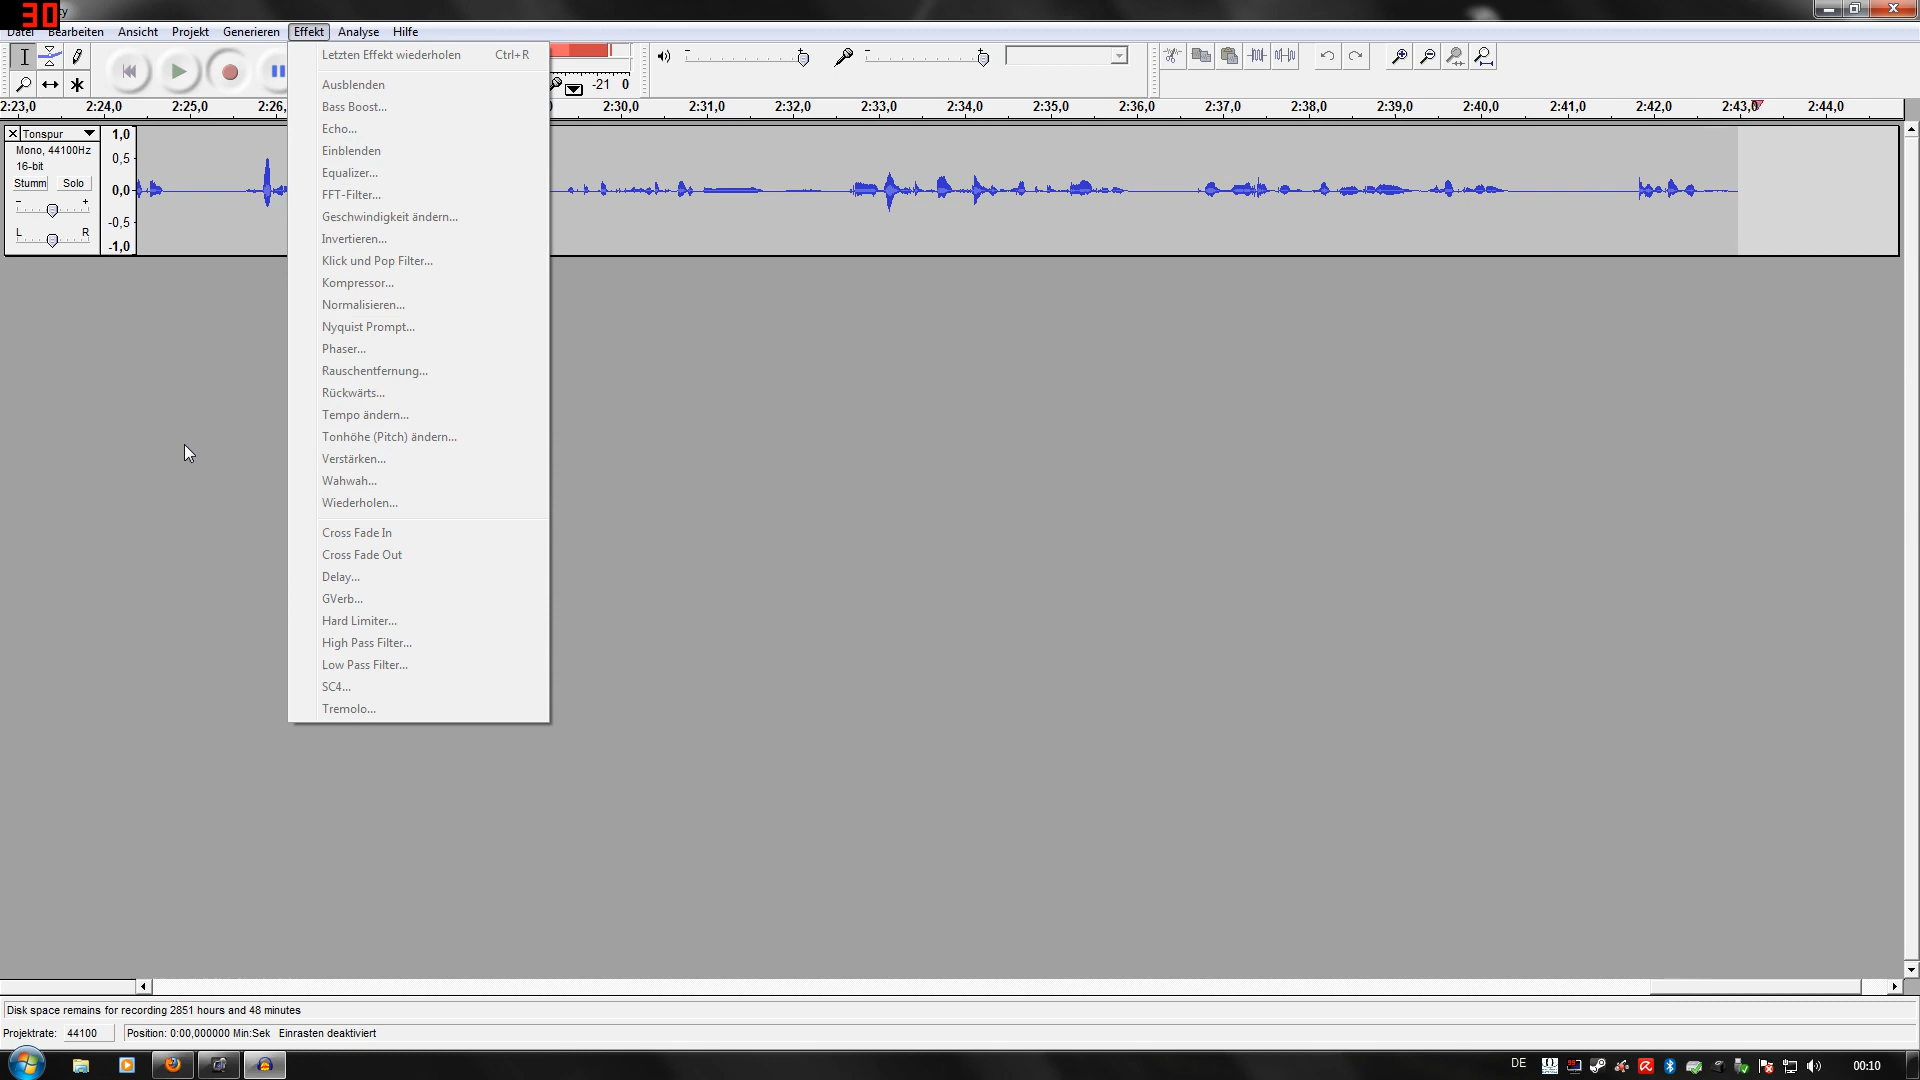 30
ty
Datei Bearbeiten Ansicht Projekt Generieren Effekt Analyse Hilfe
Letzten Effekt wiederholen Ctrl+R
-21 0
2:23,0 2:24,0 2:25,0 2:26, 2:30,0 2:31,0 2:32,0 2:33,0 2:34,0 2:35,0 2:36,0 2:37,0 2:38,0 2:39,0 2:40,0 2:41,0 2:42,0 2:43,0 2:44,0
Tonspur
Mono, 44100Hz
16-bit
Stumm Solo
- +
L R
1,0
0,5
0,0
-0,5
-1,0
Ausblenden
Bass Boost...
Echo...
Einblenden
Equalizer...
FFT-Filter...
Geschwindigkeit ändern...
Invertieren...
Klick und Pop Filter...
Kompressor...
Normalisieren...
Nyquist Prompt...
Phaser...
Rauschentfernung...
Rückwärts...
Tempo ändern...
Tonhöhe (Pitch) ändern...
Verstärken...
Wahwah...
Wiederholen...
Cross Fade In
Cross Fade Out
Delay...
GVerb...
Hard Limiter...
High Pass Filter...
Low Pass Filter...
SC4...
Tremolo...
Disk space remains for recording 2851 hours and 48 minutes
Projektrate: 44100 Position: 0:00,000000 Min:Sek Einrasten deaktiviert
DE 00:10